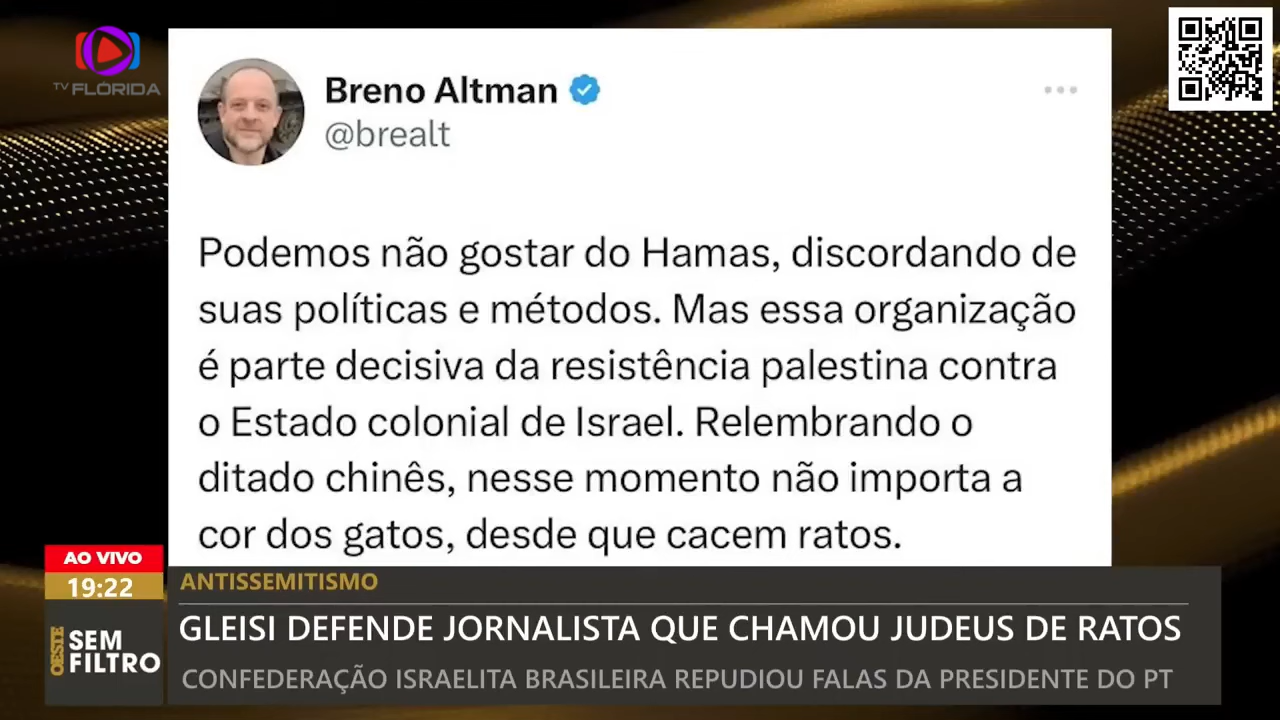 TV FLÓRIDA
Breno Altman
@brealt
Podemos não gostar do Hamas, discordando de
suas políticas e métodos. Mas essa organização
é parte decisiva da resistência palestina contra
o Estado colonial de Israel. Relembrando o
ditado chinês, nesse momento não importa a
cor dos gatos, desde que cacem ratos.
AO VIVO
19:22
OESTE
SEM
FILTRO
ANTISSEMITISMO
GLEISI DEFENDE JORNALISTA QUE CHAMOU JUDEUS DE RATOS
CONFEDERAÇÃO ISRAELITA BRASILEIRA REPUDIOU FALAS DA PRESIDENTE DO PT